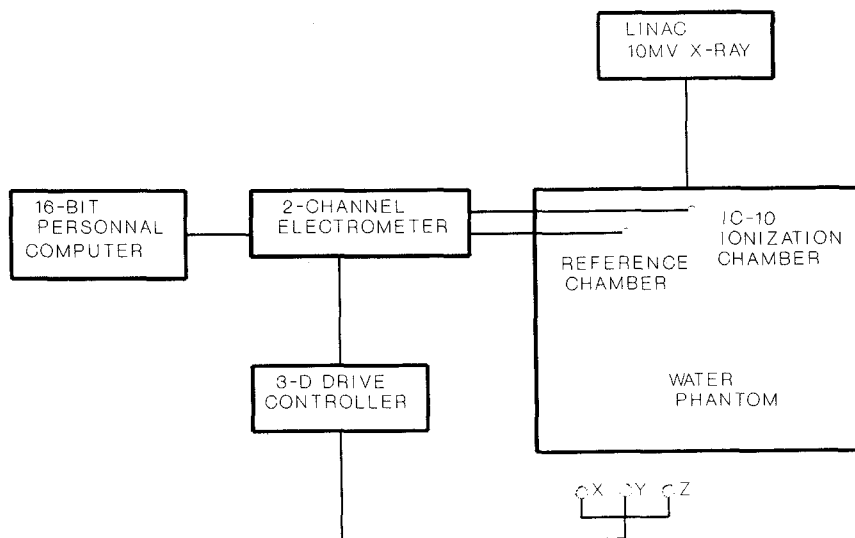 LINAC
10MV X-RAY
16-BIT
PERSONNAL
COMPUTER
2-CHANNEL
ELECTROMETER
IC-10
IONIZATION
CHAMBER
REFERENCE
CHAMBER
3-D DRIVE
CONTROLLER
WATER
PHANTOM
X Y Z